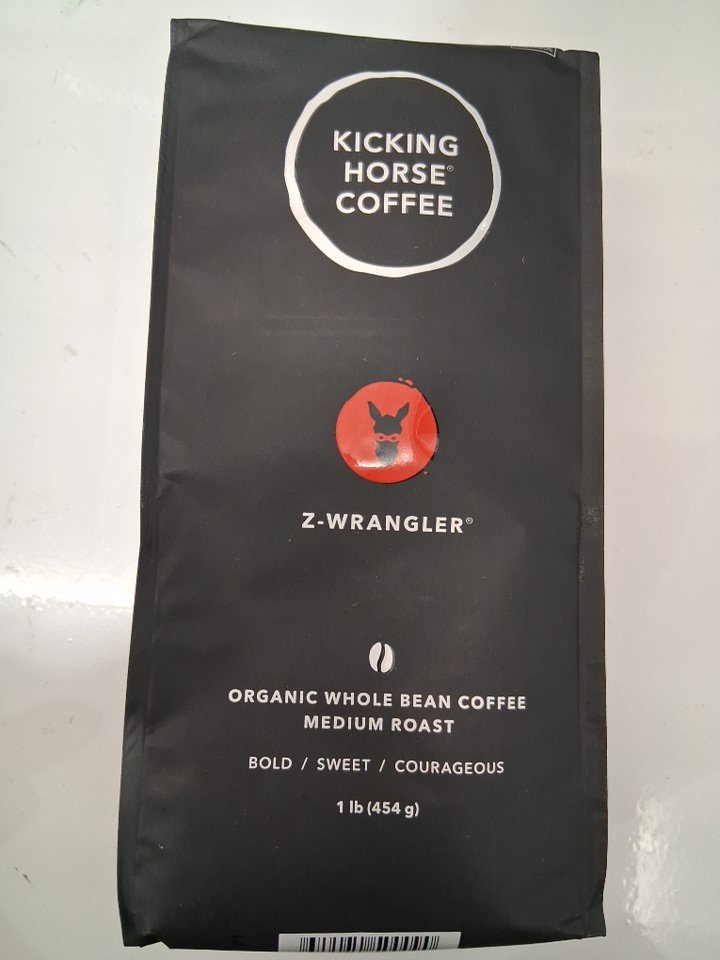 KICKING
HORSE®
COFFEE
Z-WRANGLER®
ORGANIC WHOLE BEAN COFFEE
MEDIUM ROAST
BOLD / SWEET / COURAGEOUS
1 lb (454 g)